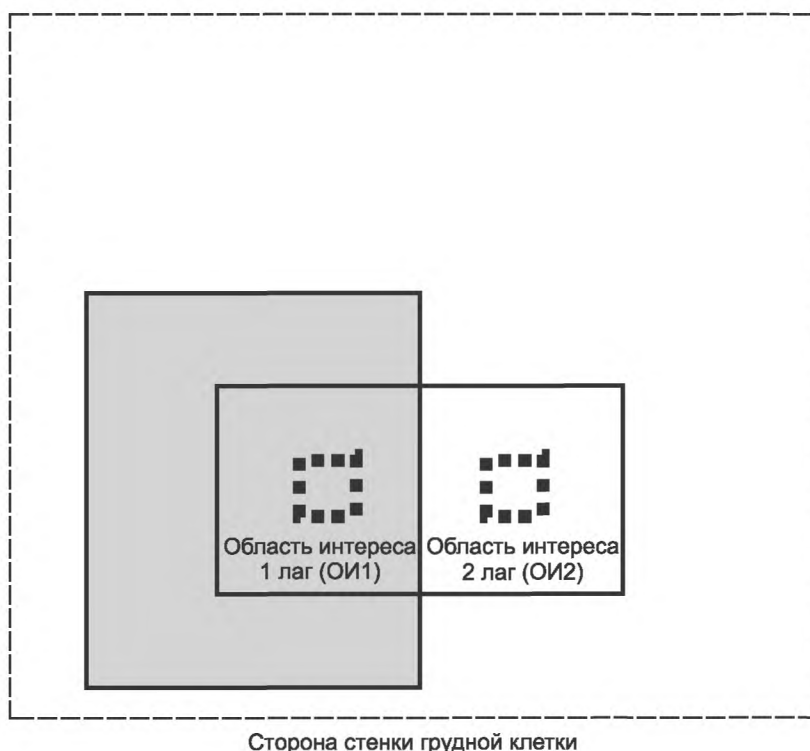 Область интереса
1 лаг (ОИ1)
Область интереса
2 лаг (ОИ2)
Сторона стенки грудной клетки